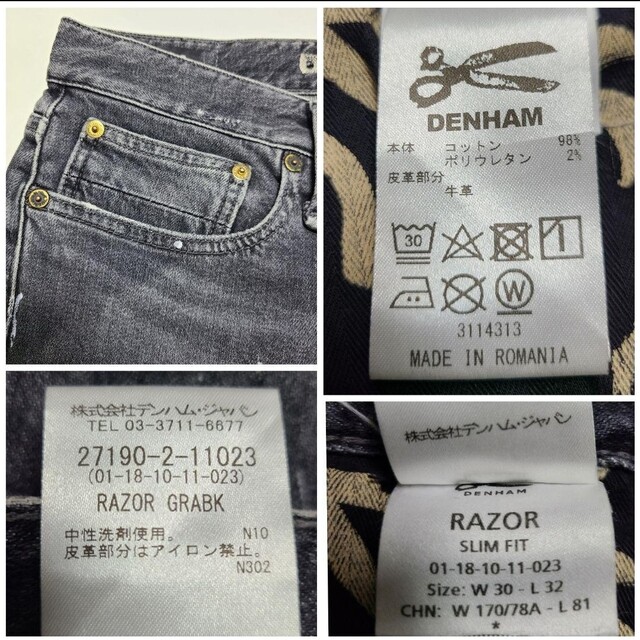 DENHAM
本体 コットン 98%
ポリウレタン 2%
皮革部分
牛革
30
W
3114313
MADE IN ROMANIA
株式会社デンハム・ジャパン
TEL 03-3711-6677
27190-2-11023
(01-18-10-11-023)
RAZOR GRABK
中性洗剤使用。 N10
皮革部分はアイロン禁止。
N302
株式会社デンハム・ジャパン
DENHAM
RAZOR
SLIM FIT
01-18-10-11-023
Size: W 30 - L 32
CHN: W 170/78A - L 81
*